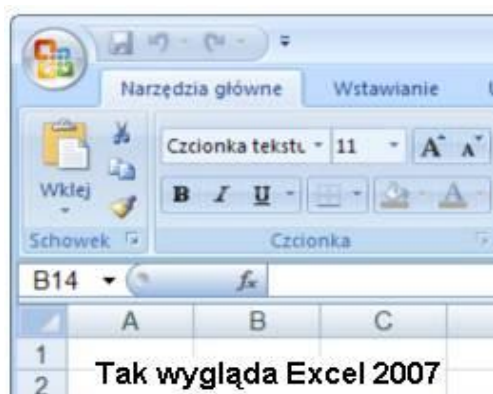 Narzędzia główne Wstawianie
Czcionka tekstu 11 A A
Wklej
B I U A
Schowek Czcionka
B14 fx
A B C
1
Tak wygląda Excel 2007
2